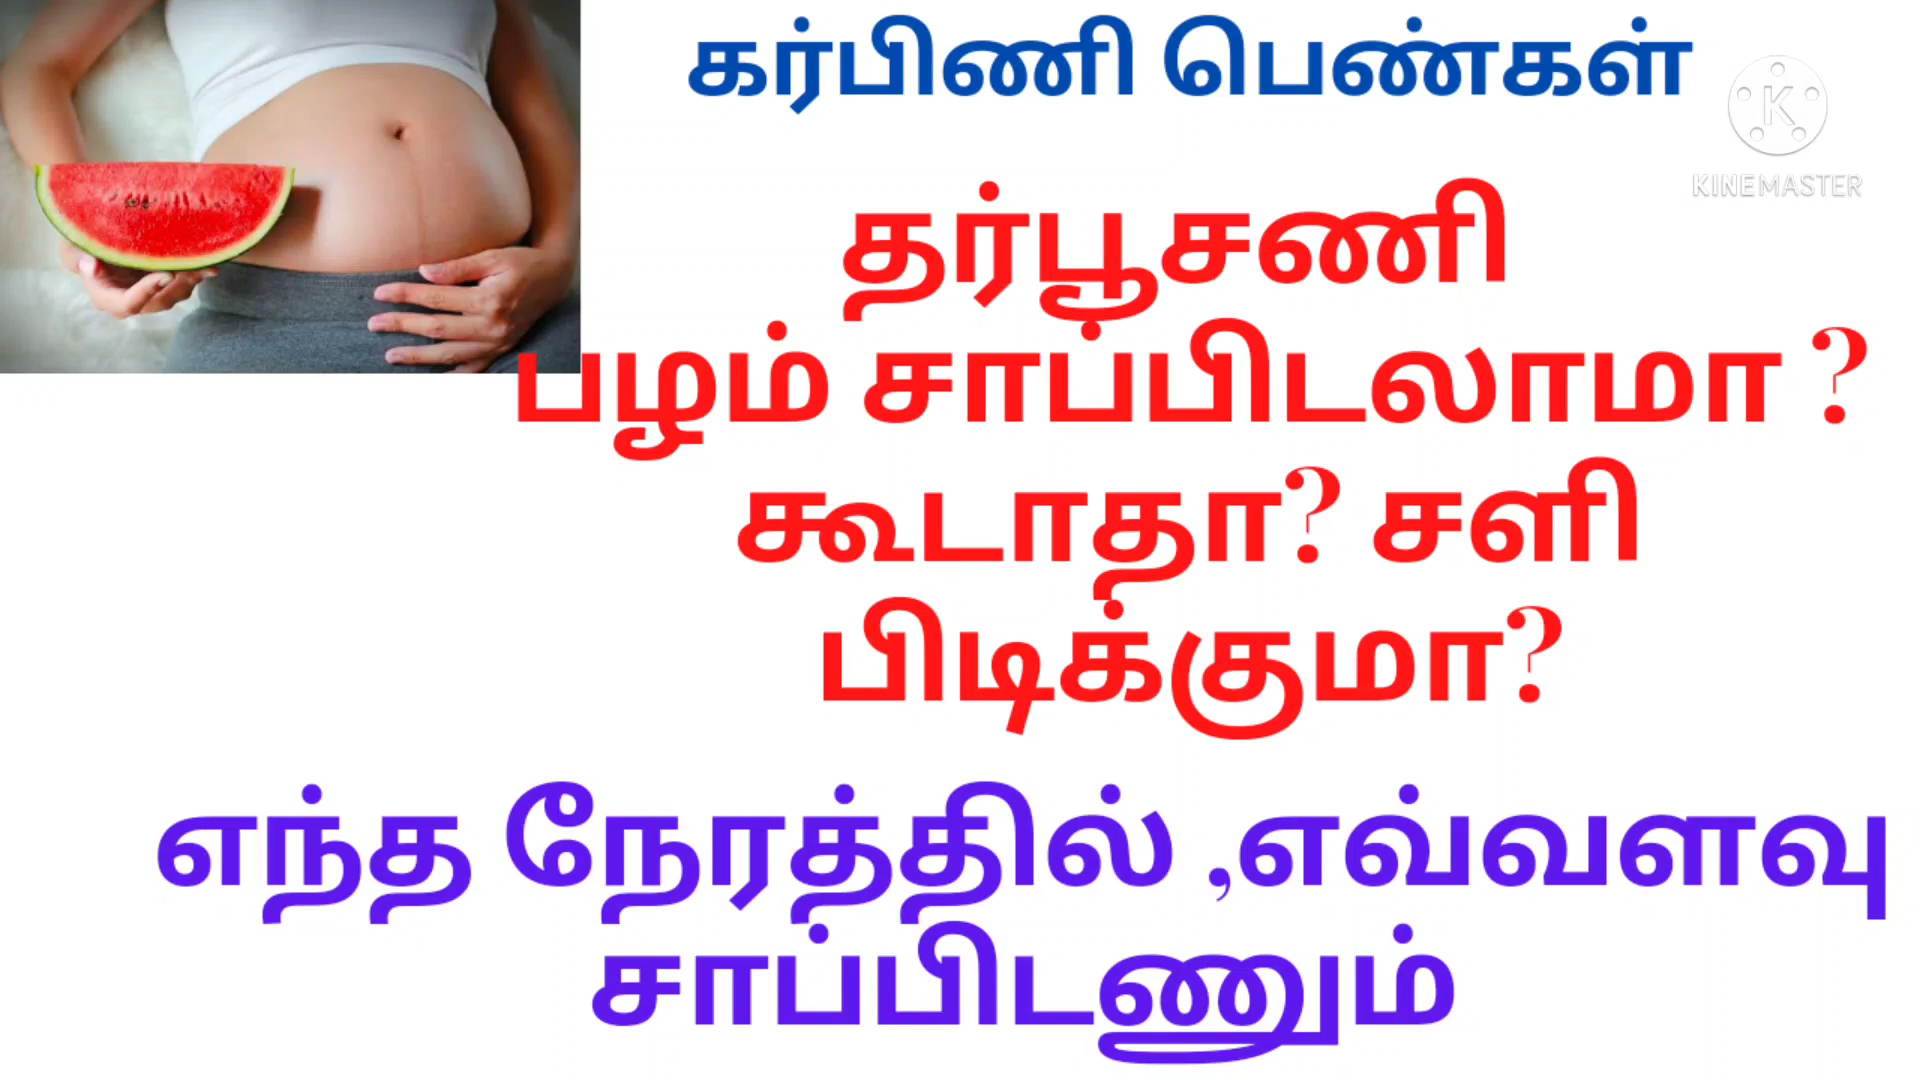 கர்பிணி பெண்கள்
KINEMASTER
தர்பூசணி
பழம் சாப்பிடலாமா ?
கூடாதா? சளி
பிடிக்குமா?
எந்த நேரத்தில் ,எவ்வளவு
சாப்பிடணும்